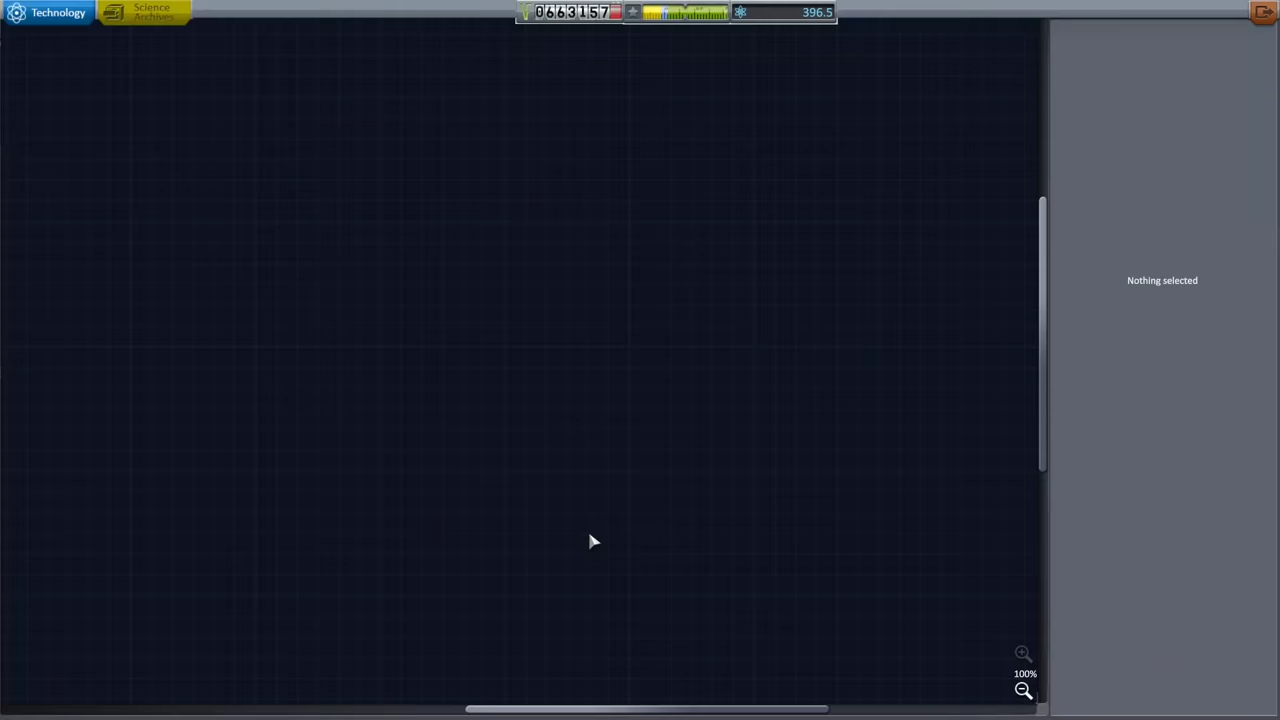 Technology
Science
Archives
0663157
396.5
Nothing selected
100%